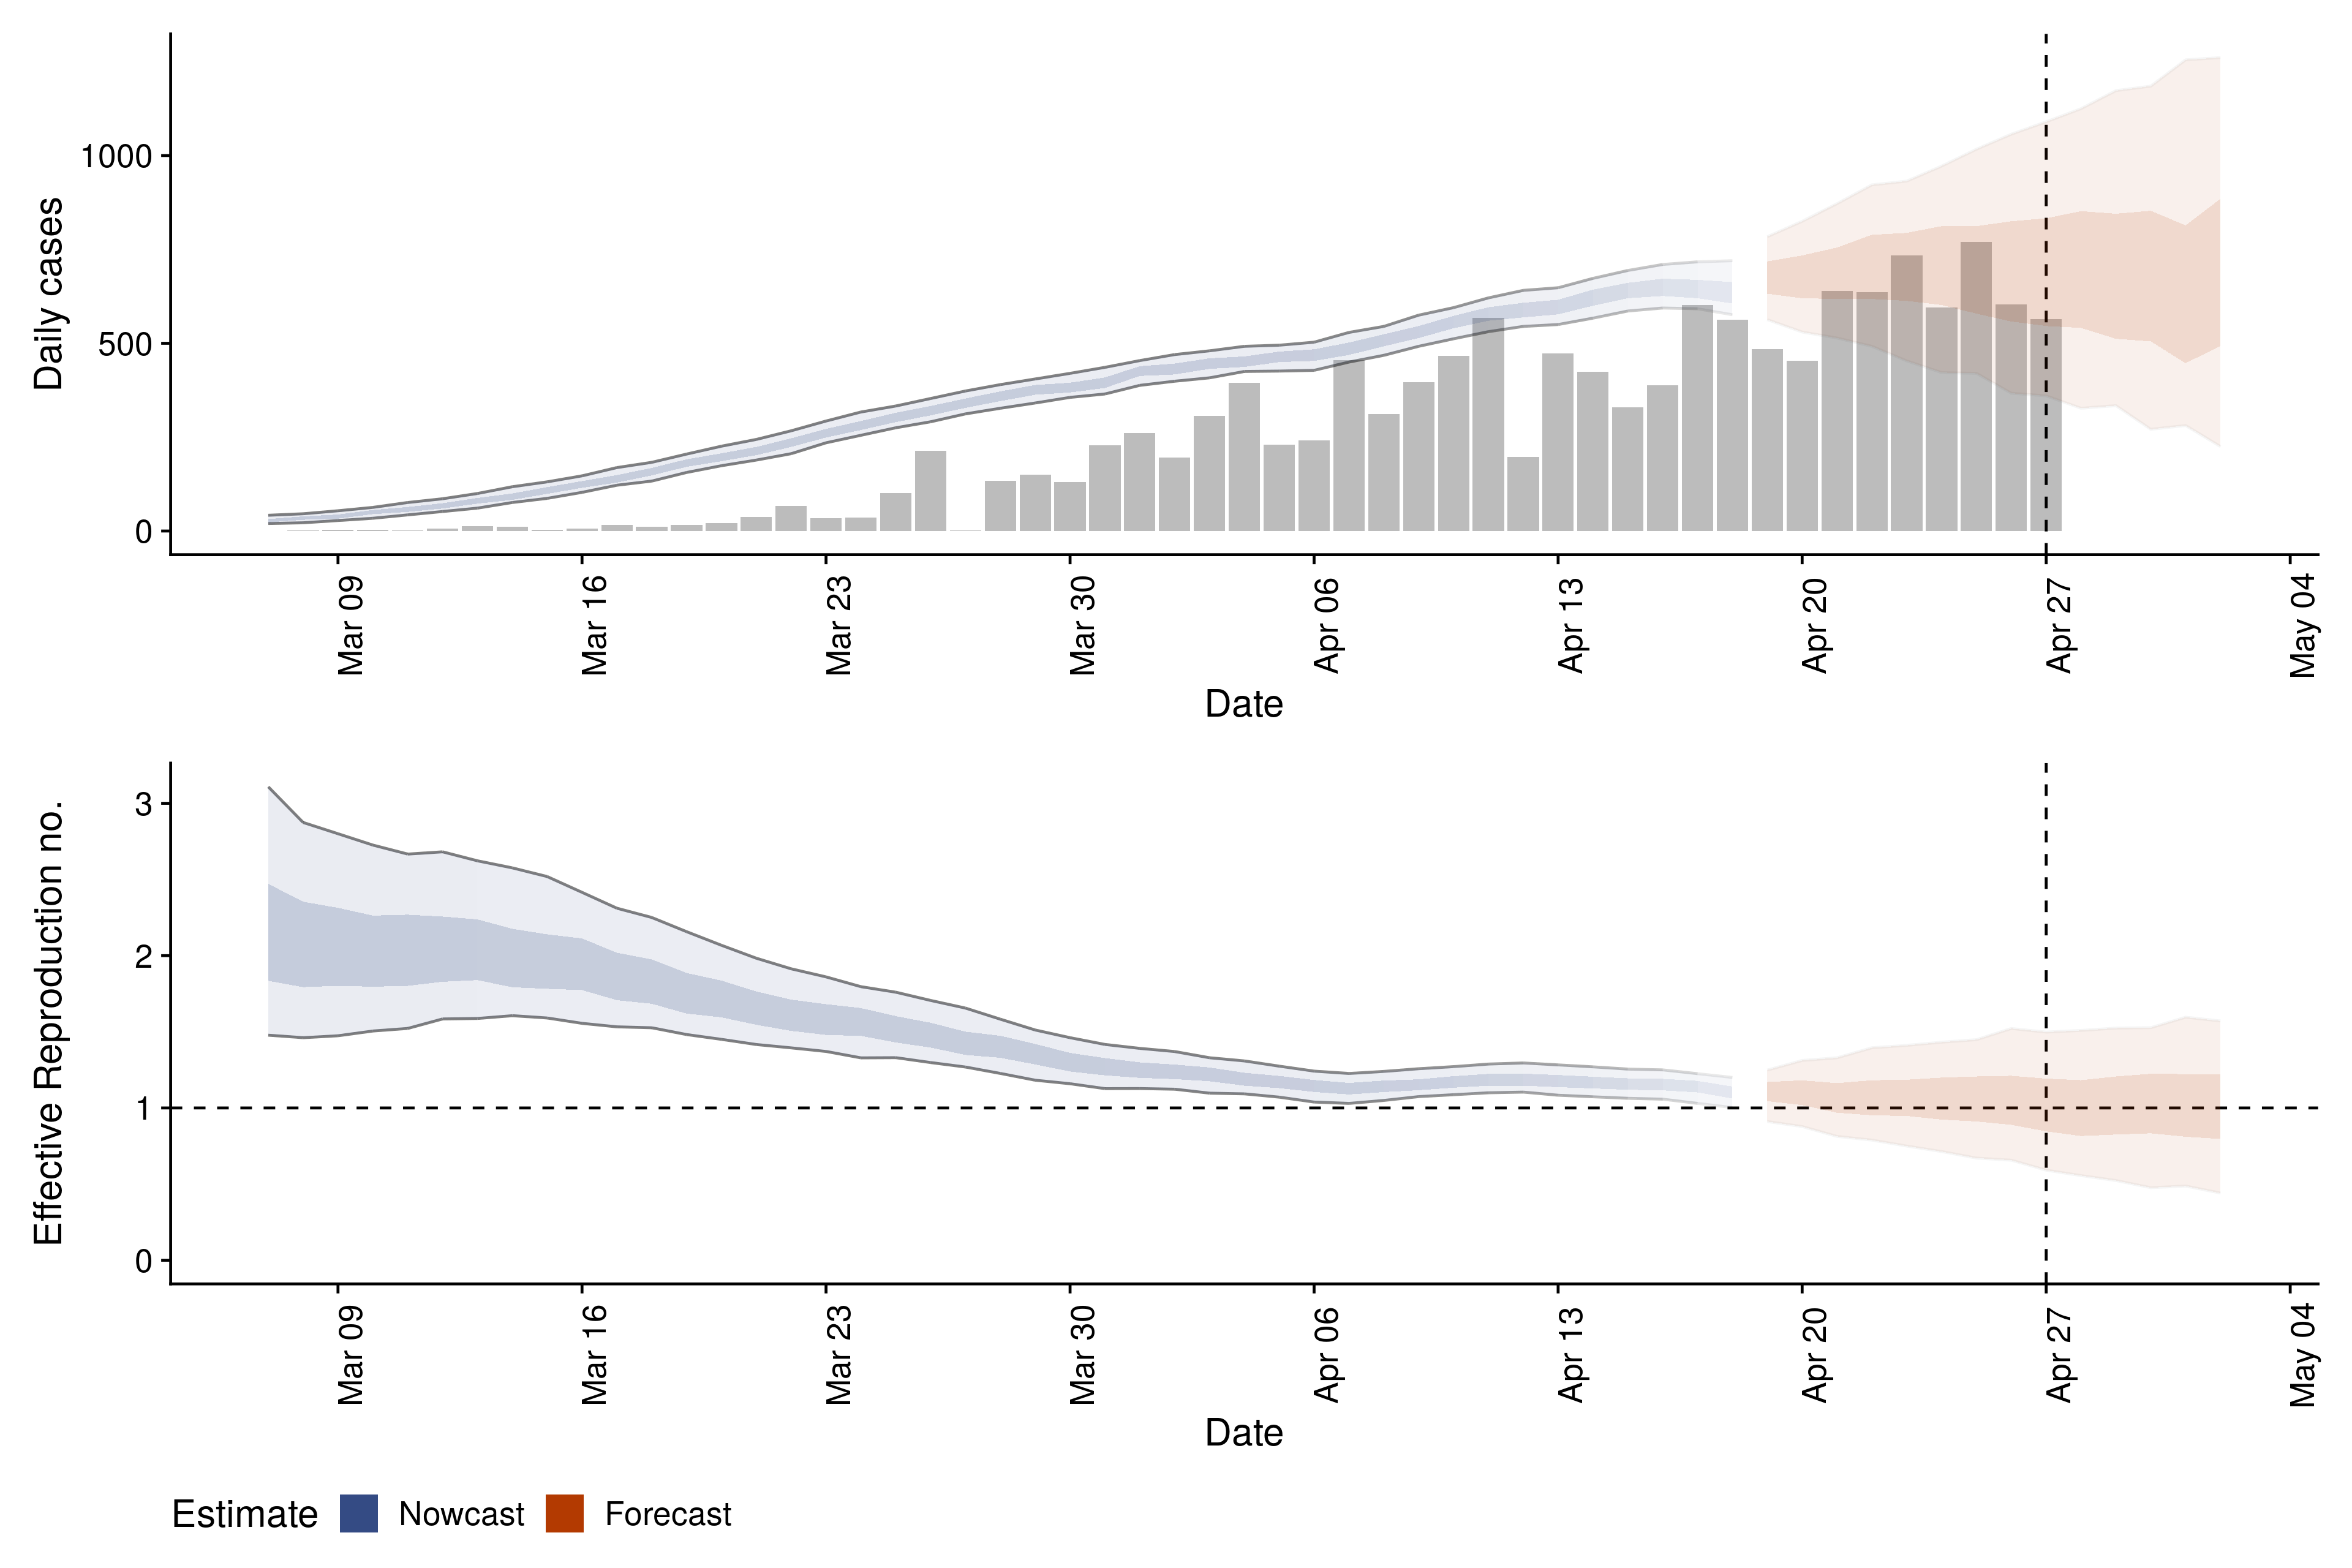 Daily cases
1000
500
0
Mar 09
Mar 16
Mar 23
Mar 30
Apr 06
Apr 13
Apr 20
Apr 27
May 04
Date
Effective Reproduction no.
3
2
1
0
Mar 09
Mar 16
Mar 23
Mar 30
Apr 06
Apr 13
Apr 20
Apr 27
May 04
Date
Estimate Nowcast Forecast